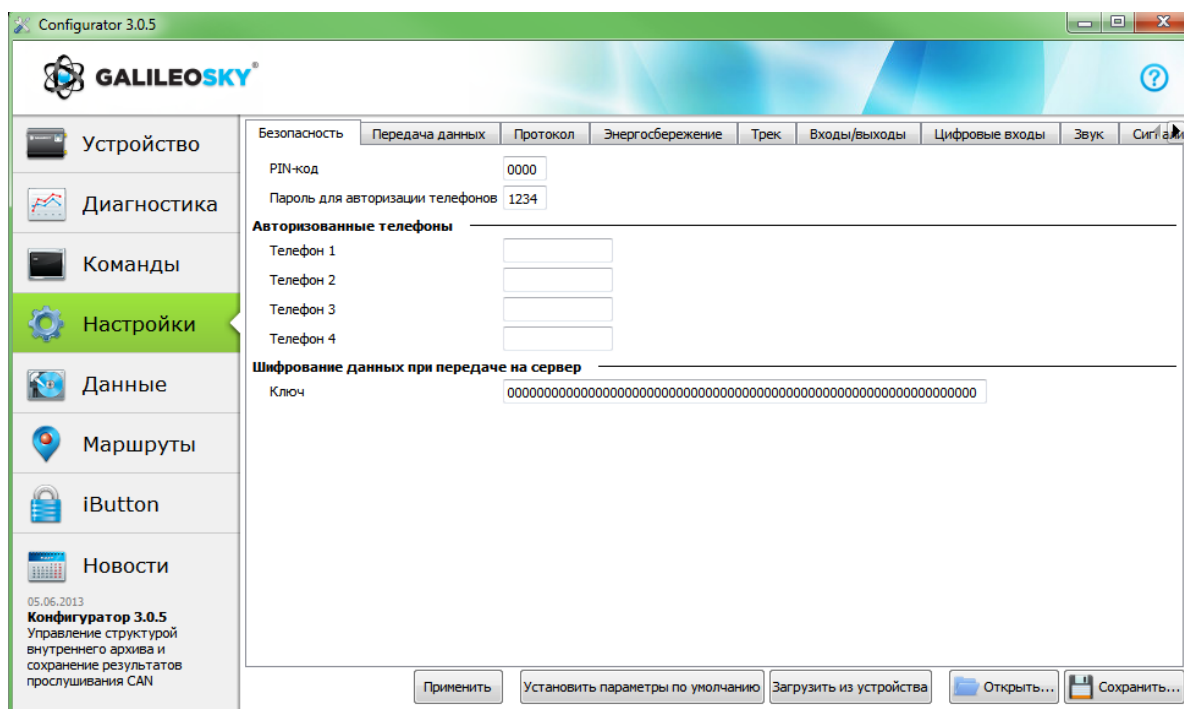 Configurator 3.0.5
GALILEOSKY®
?
Устройство
Диагностика
Команды
Настройки
Данные
Маршруты
iButton
Новости
05.06.2013
Конфигуратор 3.0.5
Управление структурой
внутреннего архива и
сохранение результатов
прослушивания CAN
Безопасность Передача данных Протокол Энергосбережение Трек Входы/выходы Цифровые входы Звук
PIN-код 0000
Пароль для авторизации телефонов 1234
Авторизованные телефоны
Телефон 1
Телефон 2
Телефон 3
Телефон 4
Шифрование данных при передаче на сервер
Ключ 0000000000000000000000000000000000000000000000000000000000000000
Применить Установить параметры по умолчанию Загрузить из устройства Открыть... Сохранить...